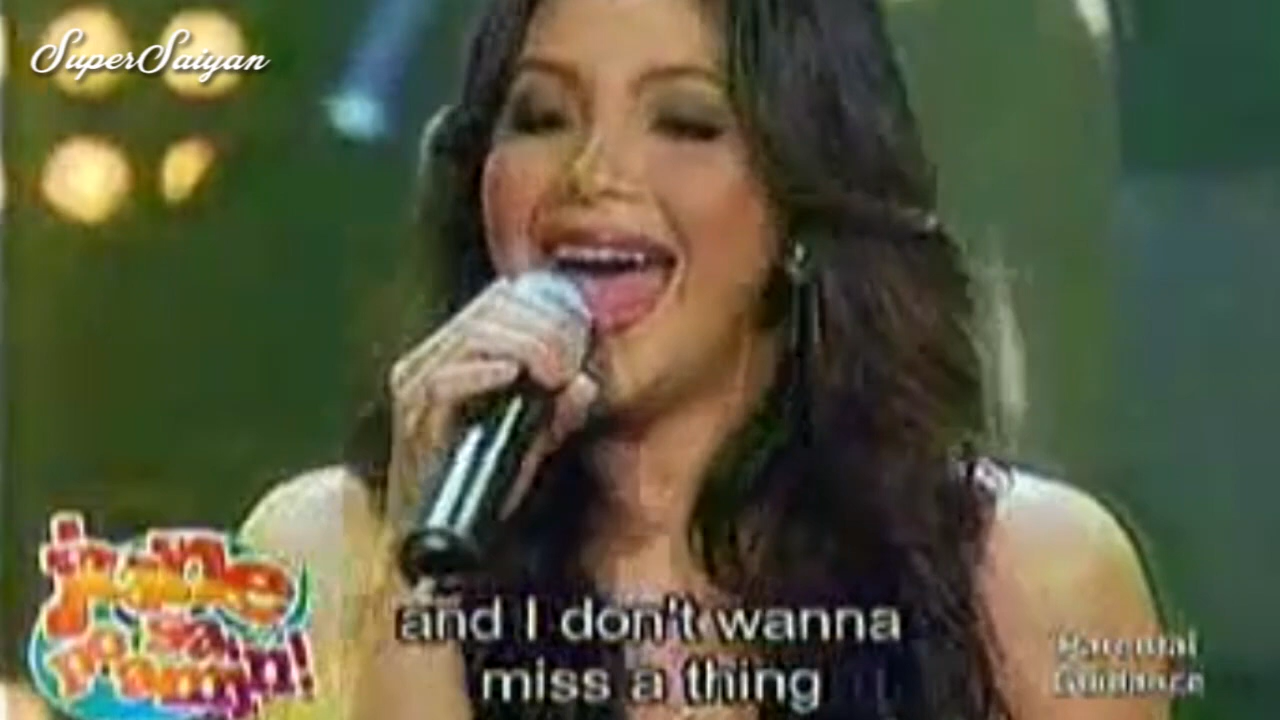 SuperSaiyan
and I don't wanna
miss a thing
Parental
Guidance